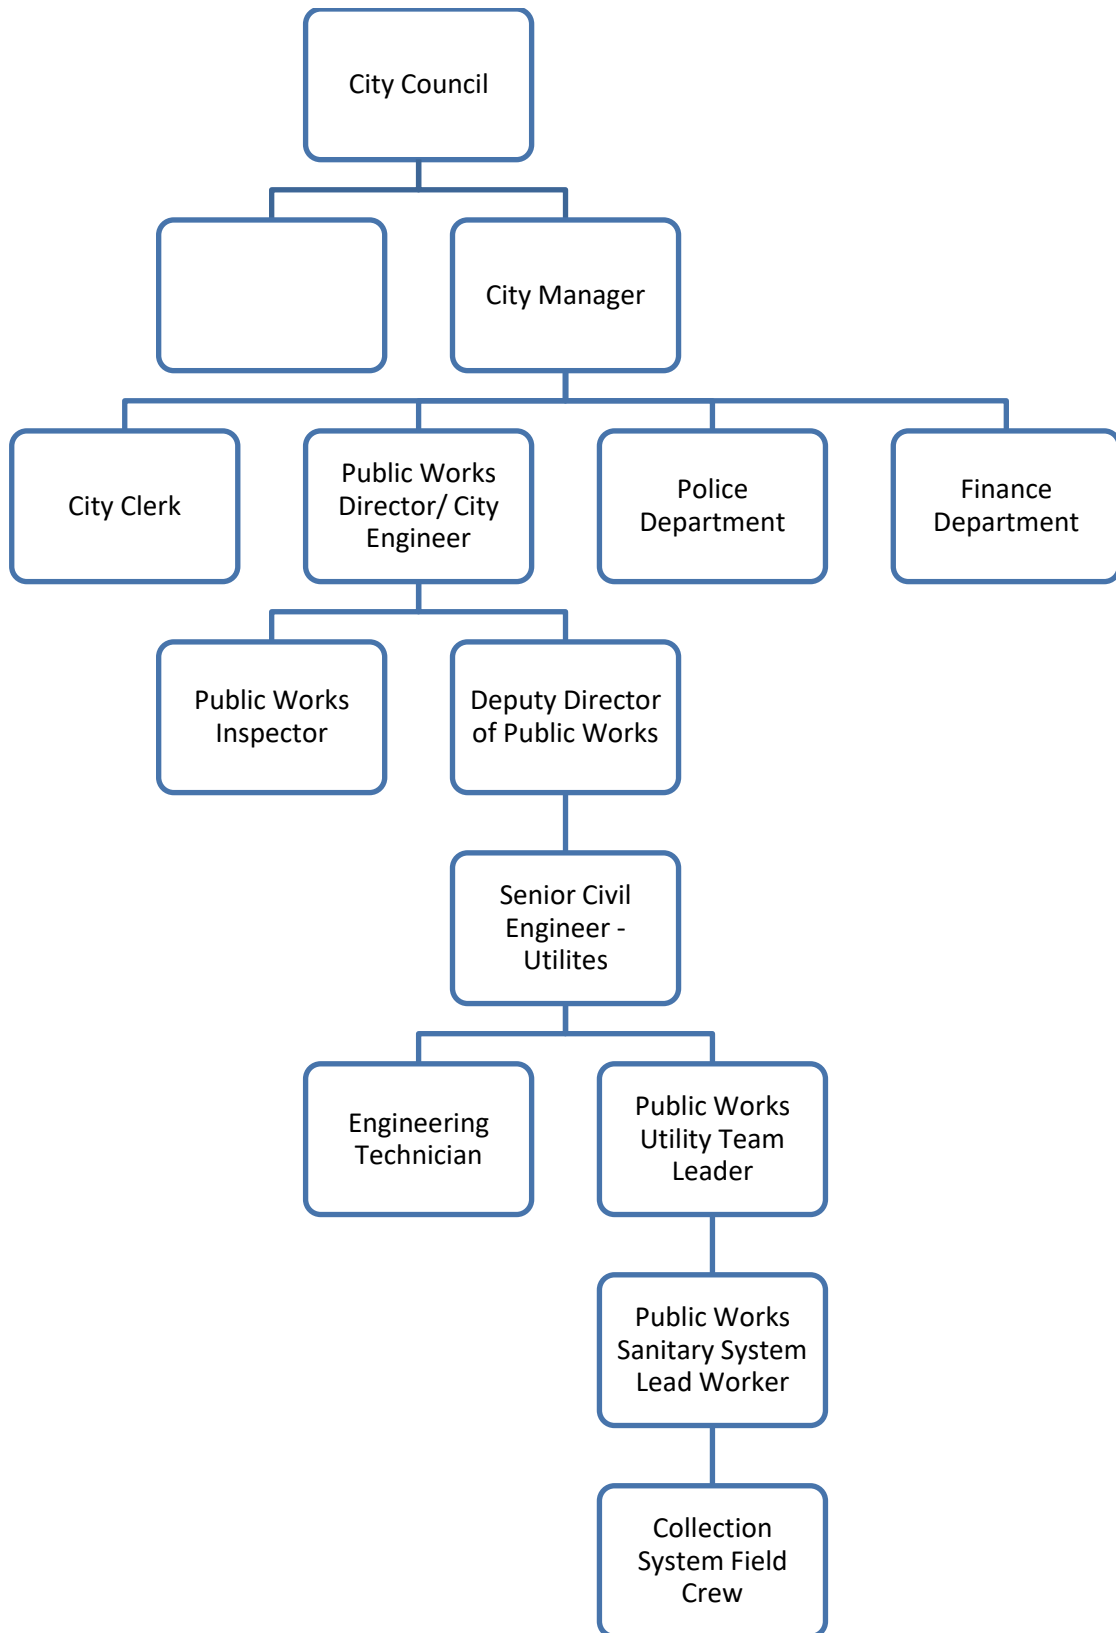 City Council
City Manager
City Clerk
Public Works
Director/ City
Engineer
Police
Department
Finance
Department
Public Works
Inspector
Deputy Director
of Public Works
Senior Civil
Engineer -
Utilites
Engineering
Technician
Public Works
Utility Team
Leader
Public Works
Sanitary System
Lead Worker
Collection
System Field
Crew